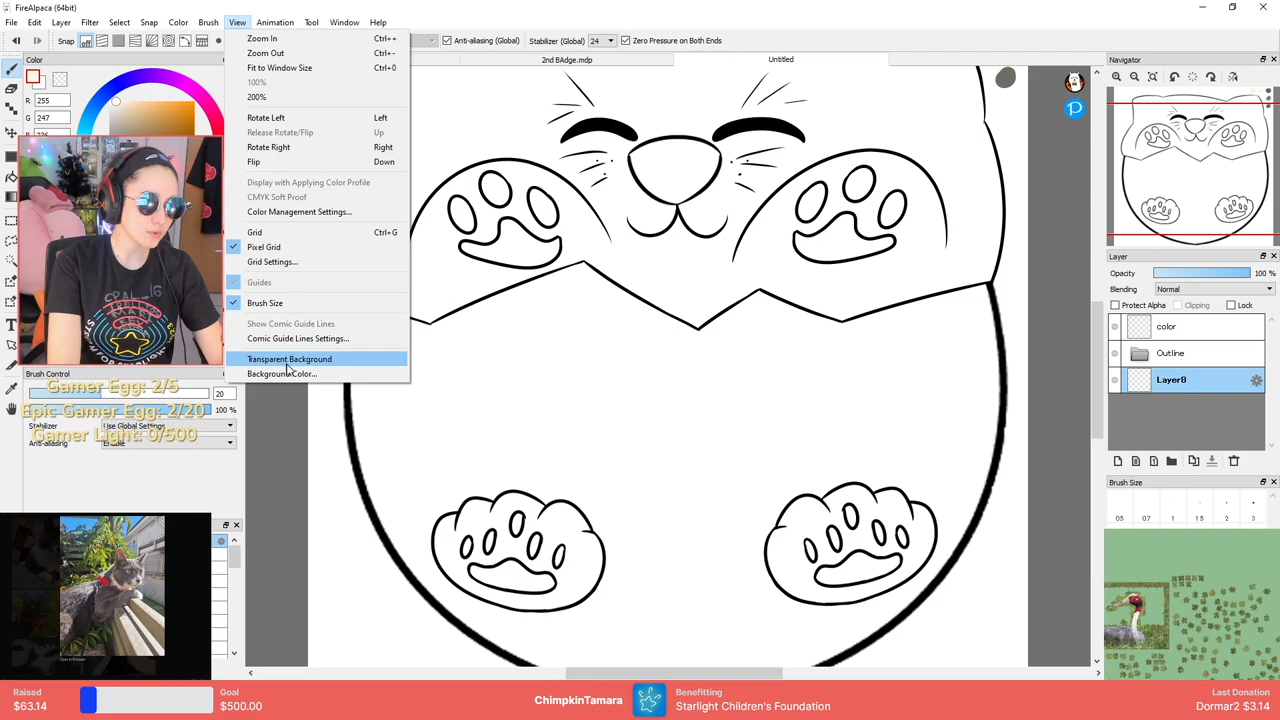 FireAlpaca (64bit)
File Edit Layer Filter Select Snap Color Brush View Animation Tool Window Help
Snap off
Anti-aliasing (Global) Stabilizer (Global) 24 Zero Pressure on Both Ends
Color
R 255
G 247
2nd BAdge.mdp
Untitled
Zoom In Ctrl++
Zoom Out Ctrl+-
Fit to Window Size Ctrl+0
100%
200%
Rotate Left Left
Release Rotate/Flip Up
Rotate Right Right
Flip Down
Display with Applying Color Profile
CMYK Soft Proof
Color Management Settings...
Grid Ctrl+G
Pixel Grid
Grid Settings...
Guides
Brush Size
Show Comic Guide Lines
Comic Guide Lines Settings...
Transparent Background
Background Color...
Brush Control
20
100 %
Stabilizer Use Global Settings
Anti-aliasing Enable
Gamer Egg: 2/5
Epic Gamer Egg: 2/20
Gamer Light: 0/500
Navigator
Layer
Opacity 100 %
Blending Normal
Protect Alpha Clipping Lock
color
Outline
Layer8
Brush Size
0.5 0.7 1 1.5 2 3
Raised
$63.14
Goal
$500.00
ChimpkinTamara
Benefitting
Starlight Children's Foundation
Last Donation
Dormar2 $3.14